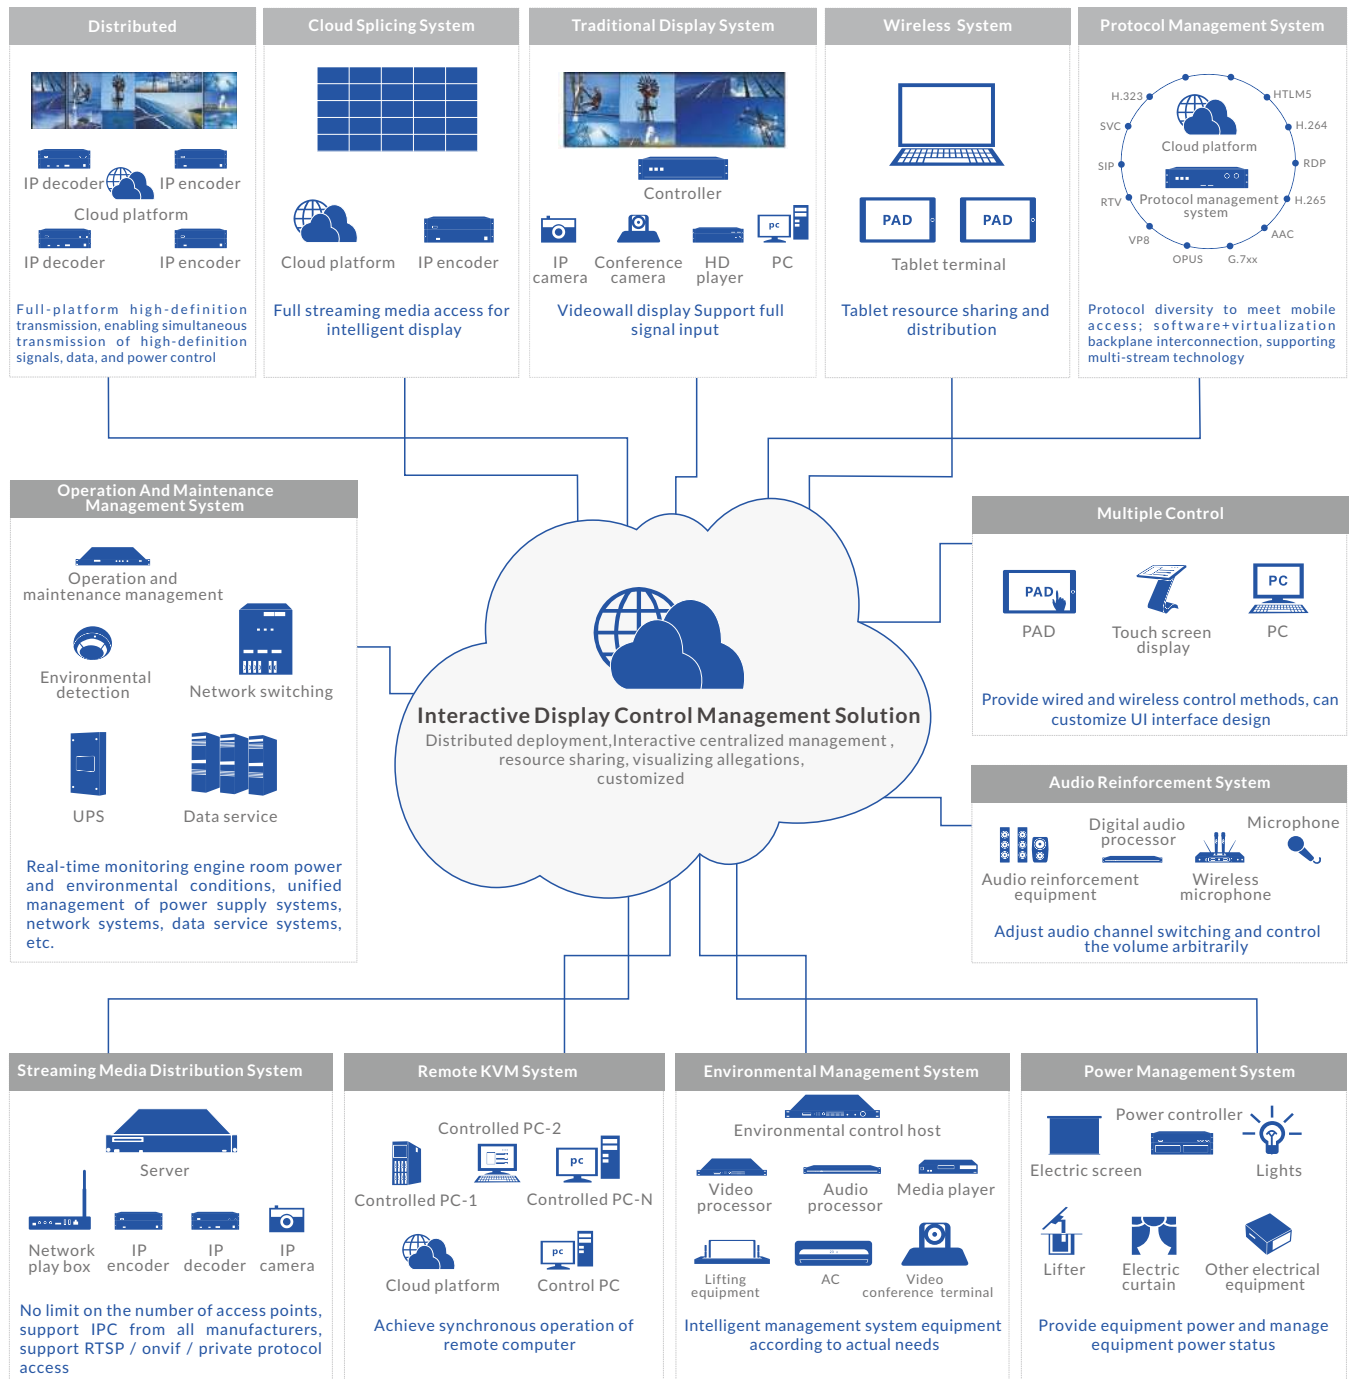 Distributed
IP decoder
IP encoder
Cloud platform
IP decoder
IP encoder
Full-platform high-definition
transmission, enabling simultaneous
transmission of high-definition
signals, data, and power control
Cloud Splicing System
Cloud platform
IP encoder
Full streaming media access for
intelligent display
Traditional Display System
Controller
pc
IP
camera
Conference
camera
HD
player
PC
Videowall display Support full
signal input
Wireless System
PAD
PAD
Tablet terminal
Tablet resource sharing and
distribution
Protocol Management System
H.323
HTLM5
SVC
H.264
Cloud platform
SIP
RDP
RTV
Protocol management
system
H.265
VP8
AAC
OPUS
G.7xx
Protocol diversity to meet mobile
access; software+virtualization
backplane interconnection, supporting
multi-stream technology
Operation And Maintenance
Management System
Operation and
maintenance management
Environmental
detection
Network switching
UPS
Data service
Real-time monitoring engine room power
and environmental conditions, unified
management of power supply systems,
network systems, data service systems,
etc.
Interactive Display Control Management Solution
Distributed deployment,Interactive centralized management ,
resource sharing, visualizing allegations,
customized
Multiple Control
PAD
PC
PAD
Touch screen
display
PC
Provide wired and wireless control methods, can
customize UI interface design
Audio Reinforcement System
Audio reinforcement
equipment
Digital audio
processor
Wireless
microphone
Microphone
Adjust audio channel switching and control
the volume arbitrarily
Streaming Media Distribution System
Server
Network
play box
IP
encoder
IP
decoder
IP
camera
No limit on the number of access points,
support IPC from all manufacturers,
support RTSP / onvif / private protocol
access
Remote KVM System
Controlled PC-2
pc
Controlled PC-1
Controlled PC-N
pc
Cloud platform
Control PC
Achieve synchronous operation of
remote computer
Environmental Management System
Environmental control host
Video
processor
Audio
processor
Media player
Lifting
equipment
AC
Video
conference terminal
Intelligent management system equipment
according to actual needs
Power Management System
Power controller
Electric screen
Lights
Lifter
Electric
curtain
Other electrical
equipment
Provide equipment power and manage
equipment power status